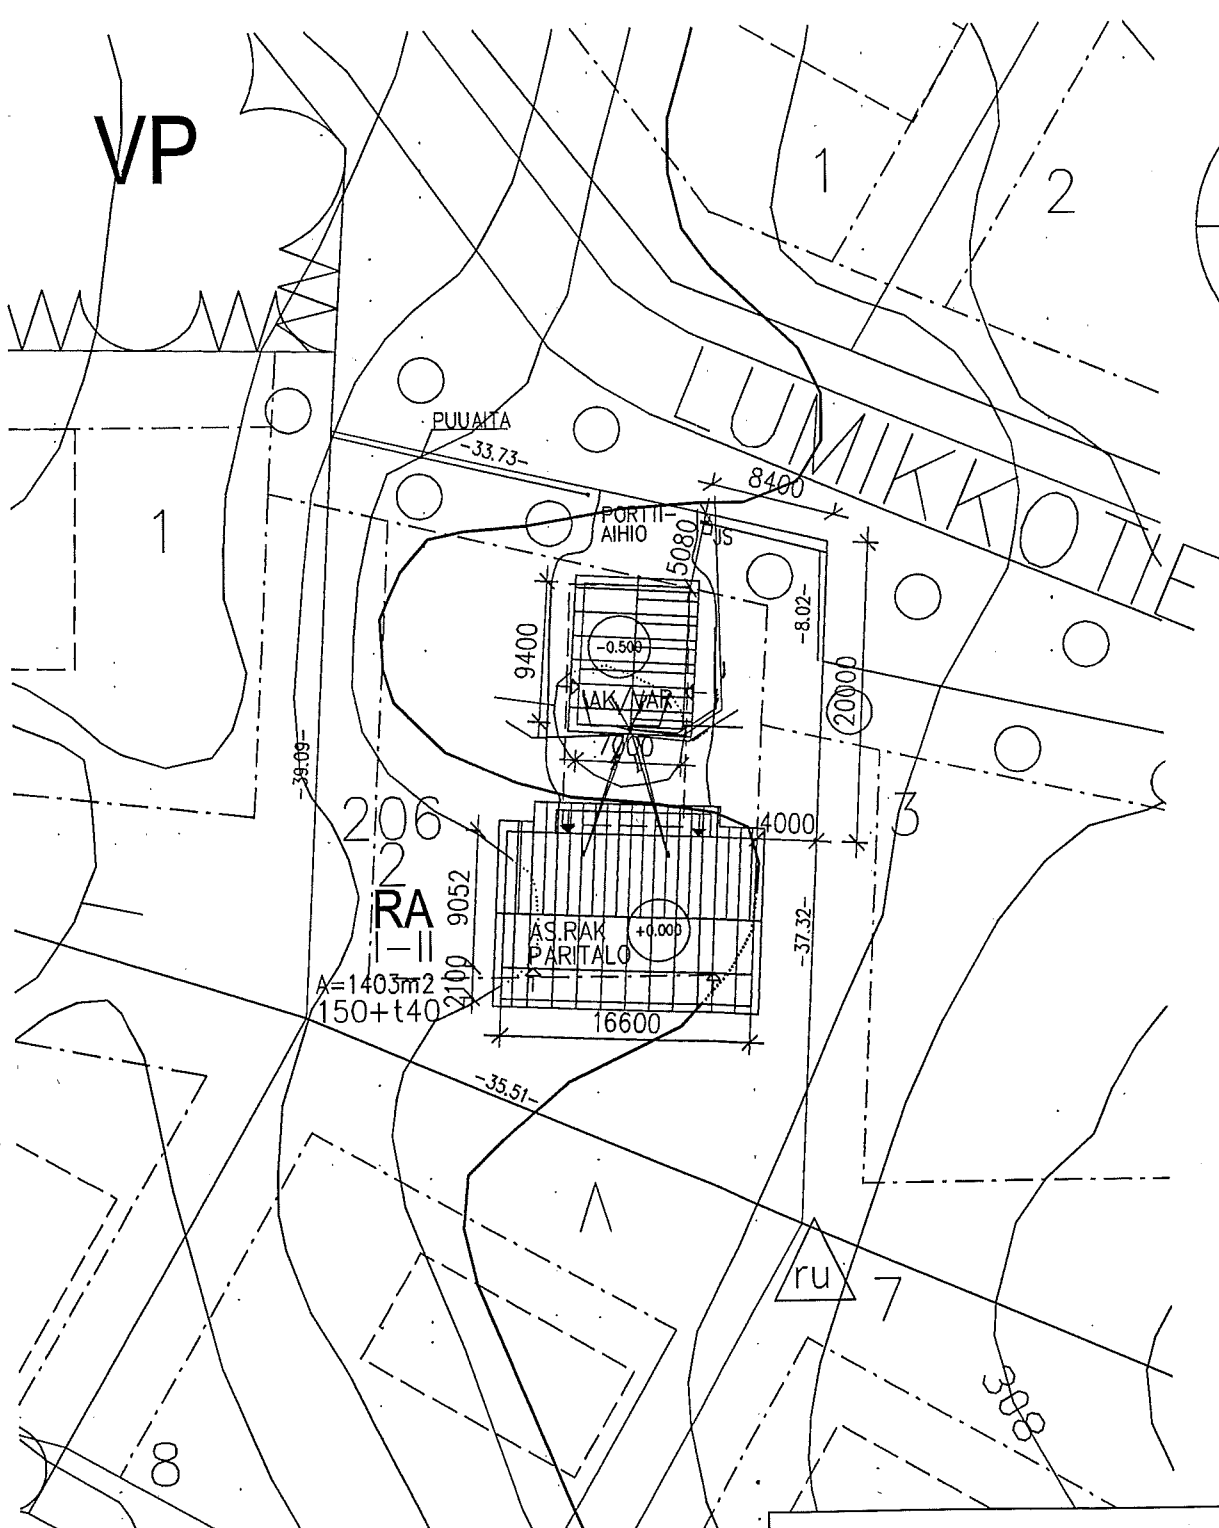 VP
1
2
LUMIKKOTIE
PUUAITA
-33.73-
8400
1
PORTTI-
AIHIO
5080
JS
-8.02-
-0.500
9400
20000
AK / VAR
7000
-39.09-
206
4000
3
2
RA
I-II
9052
AS.RAK
PARITALO
+0.000
-37.32-
A=1403m2
2100
150+t40
16600
-35.51-
ru
7
308
8